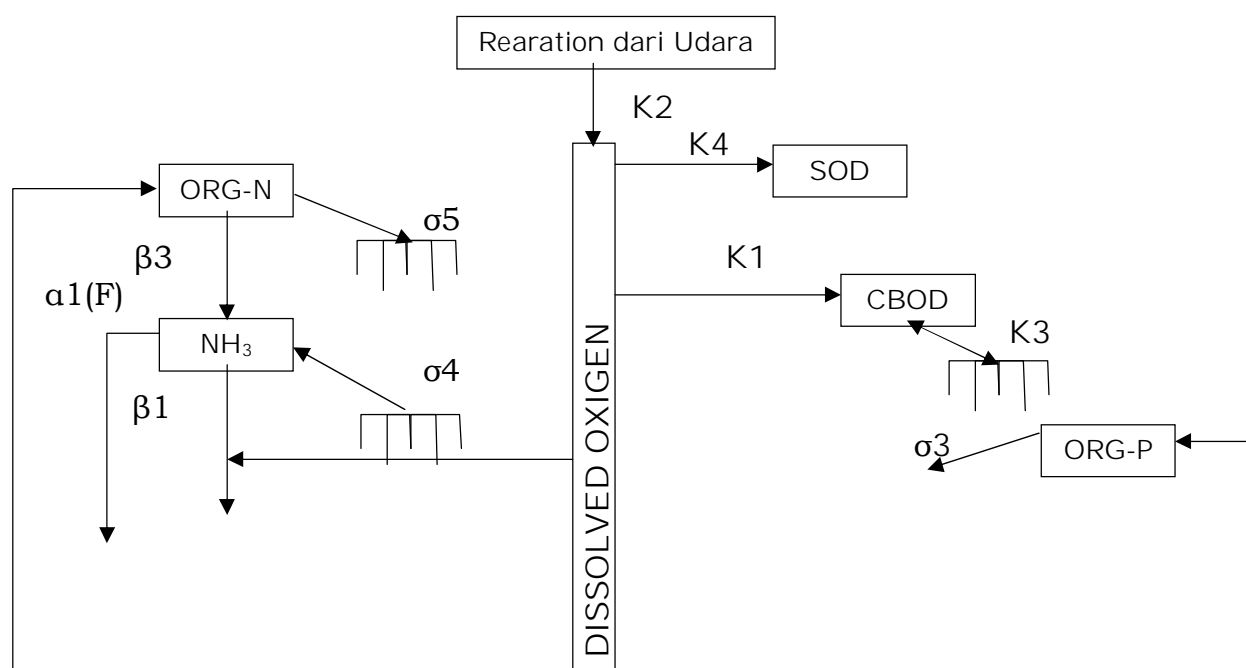 Rearation dari Udara
K2
K4
SOD
ORG-N
σ5
β3
K1
α1(F)
CBOD
NH₃
K3
σ4
β1
σ3
ORG-P
DISSOLVED OXIGEN